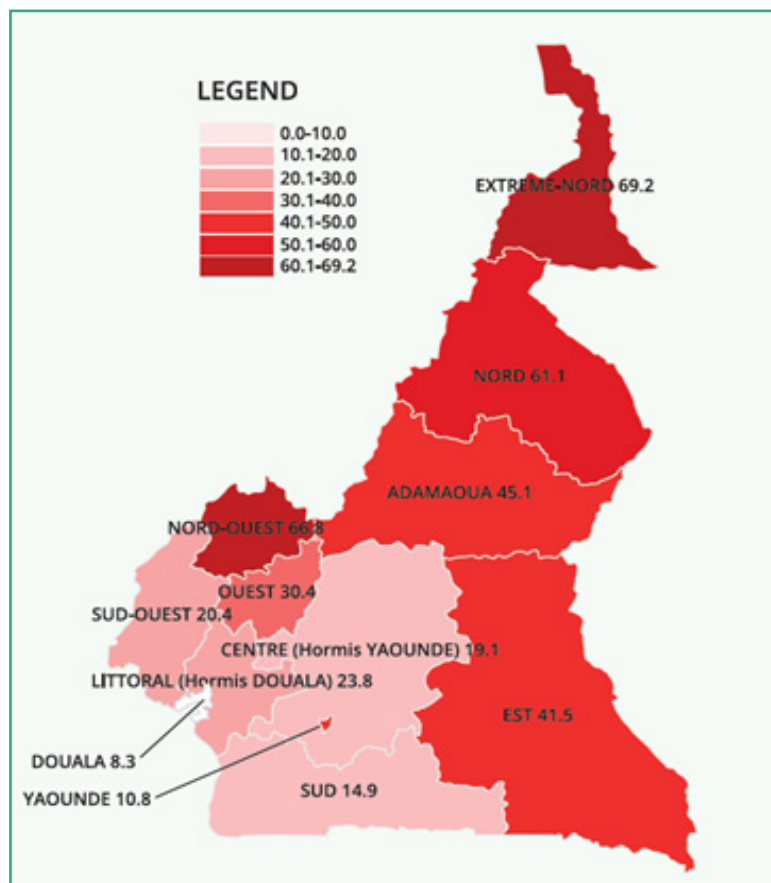 LEGEND
0.0-10.0
10.1-20.0
20.1-30.0
30.1-40.0
40.1-50.0
50.1-60.0
60.1-69.2
EXTREME-NORD 69.2
NORD 61.1
ADAMAOUA 45.1
NORD-OUEST 66.8
OUEST 30.4
SUD-OUEST 20.4
CENTRE (Hormis YAOUNDE) 19.1
LITTORAL (Hormis DOUALA) 23.8
EST 41.5
DOUALA 8.3
YAOUNDE 10.8
SUD 14.9